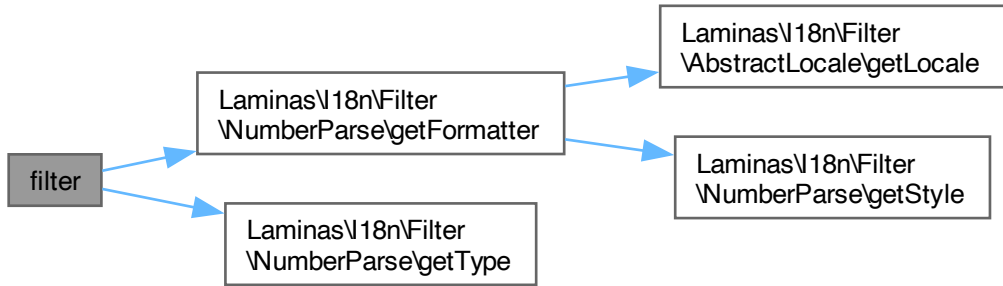 filter
Laminas\I18n\Filter
\NumberParse\getFormatter
Laminas\I18n\Filter
\NumberParse\getType
Laminas\I18n\Filter
\AbstractLocale\getLocale
Laminas\I18n\Filter
\NumberParse\getStyle